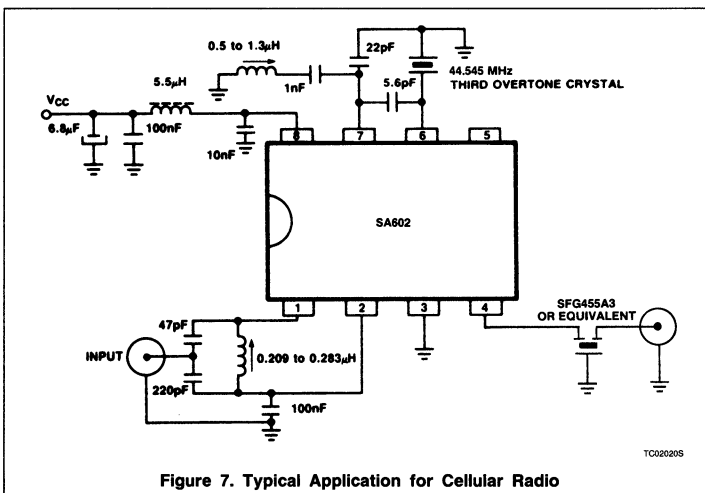 0.5 to 1.3μH
22pF
44.545 MHz
THIRD OVERTONE CRYSTAL
5.5μH
1nF
5.6pF
VCC
6.8μF
100nF
10nF
8
7
6
5
SA602
1
2
3
4
SFG455A3
OR EQUIVALENT
47pF
INPUT
0.209 to 0.283μH
220pF
100nF
TC02020S
Figure 7. Typical Application for Cellular Radio